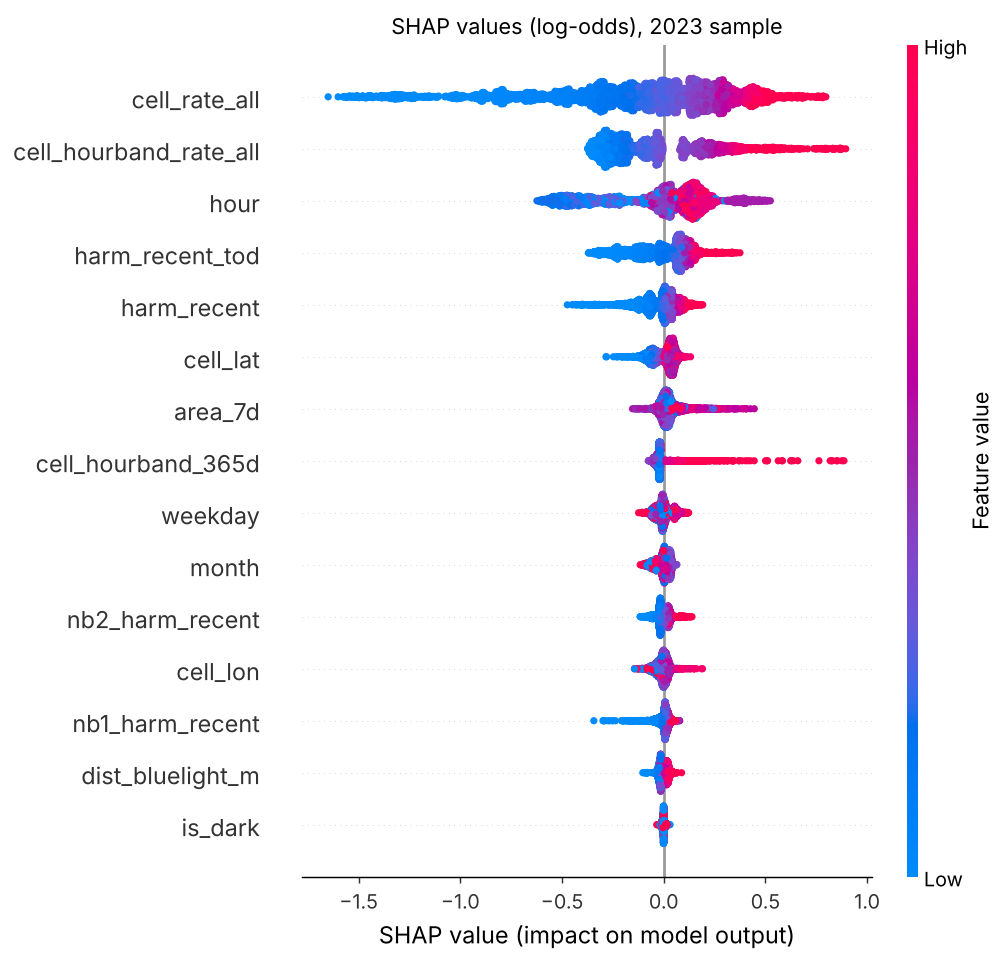 SHAP values (log-odds), 2023 sample
High
cell_rate_all
cell_hourband_rate_all
hour
harm_recent_tod
harm_recent
cell_lat
area_7d
cell_hourband_365d
weekday
month
nb2_harm_recent
cell_lon
nb1_harm_recent
dist_bluelight_m
is_dark
Feature value
Low
−1.5 −1.0 −0.5 0.0 0.5 1.0
SHAP value (impact on model output)